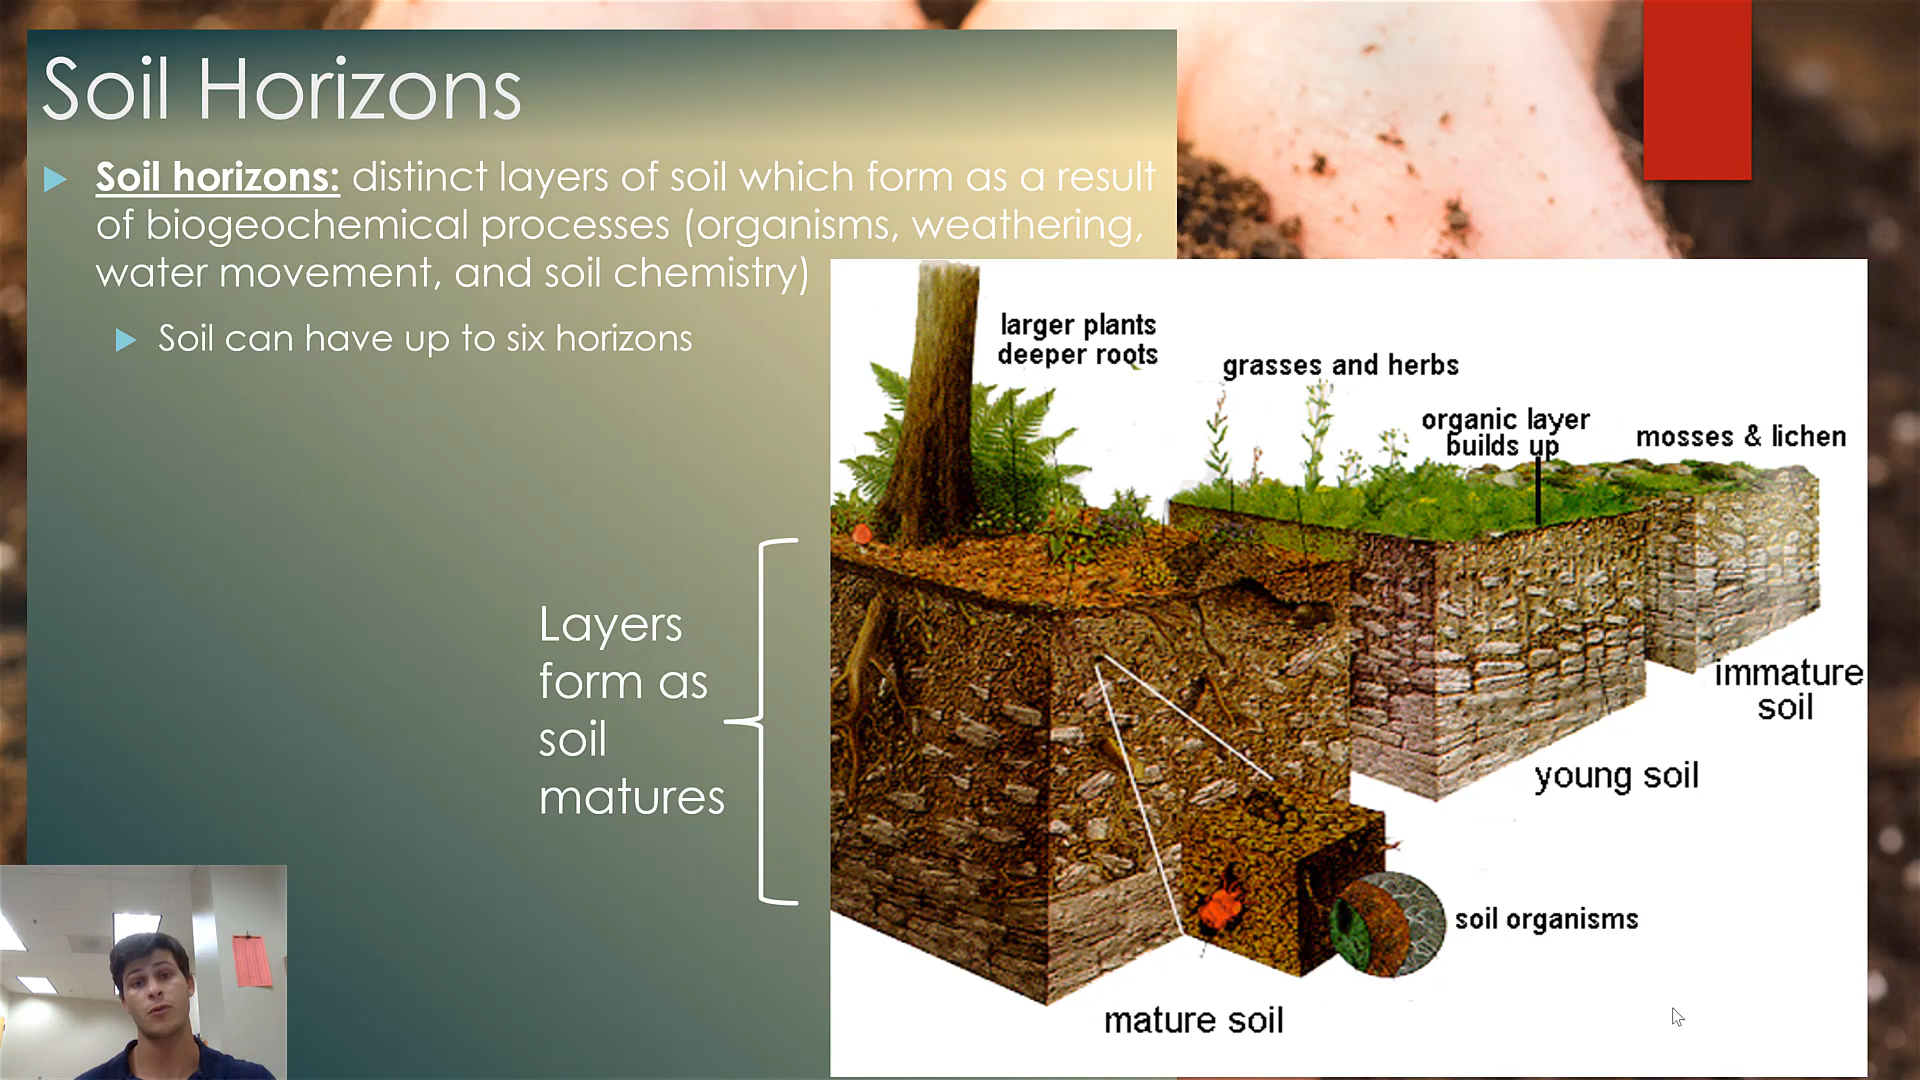 Soil Horizons
Soil horizons: distinct layers of soil which form as a result
of biogeochemical processes (organisms, weathering,
water movement, and soil chemistry)
Soil can have up to six horizons
Layers
form as
soil
matures
larger plants
deeper roots
grasses and herbs
organic layer
builds up
mosses & lichen
immature
soil
young soil
soil organisms
mature soil